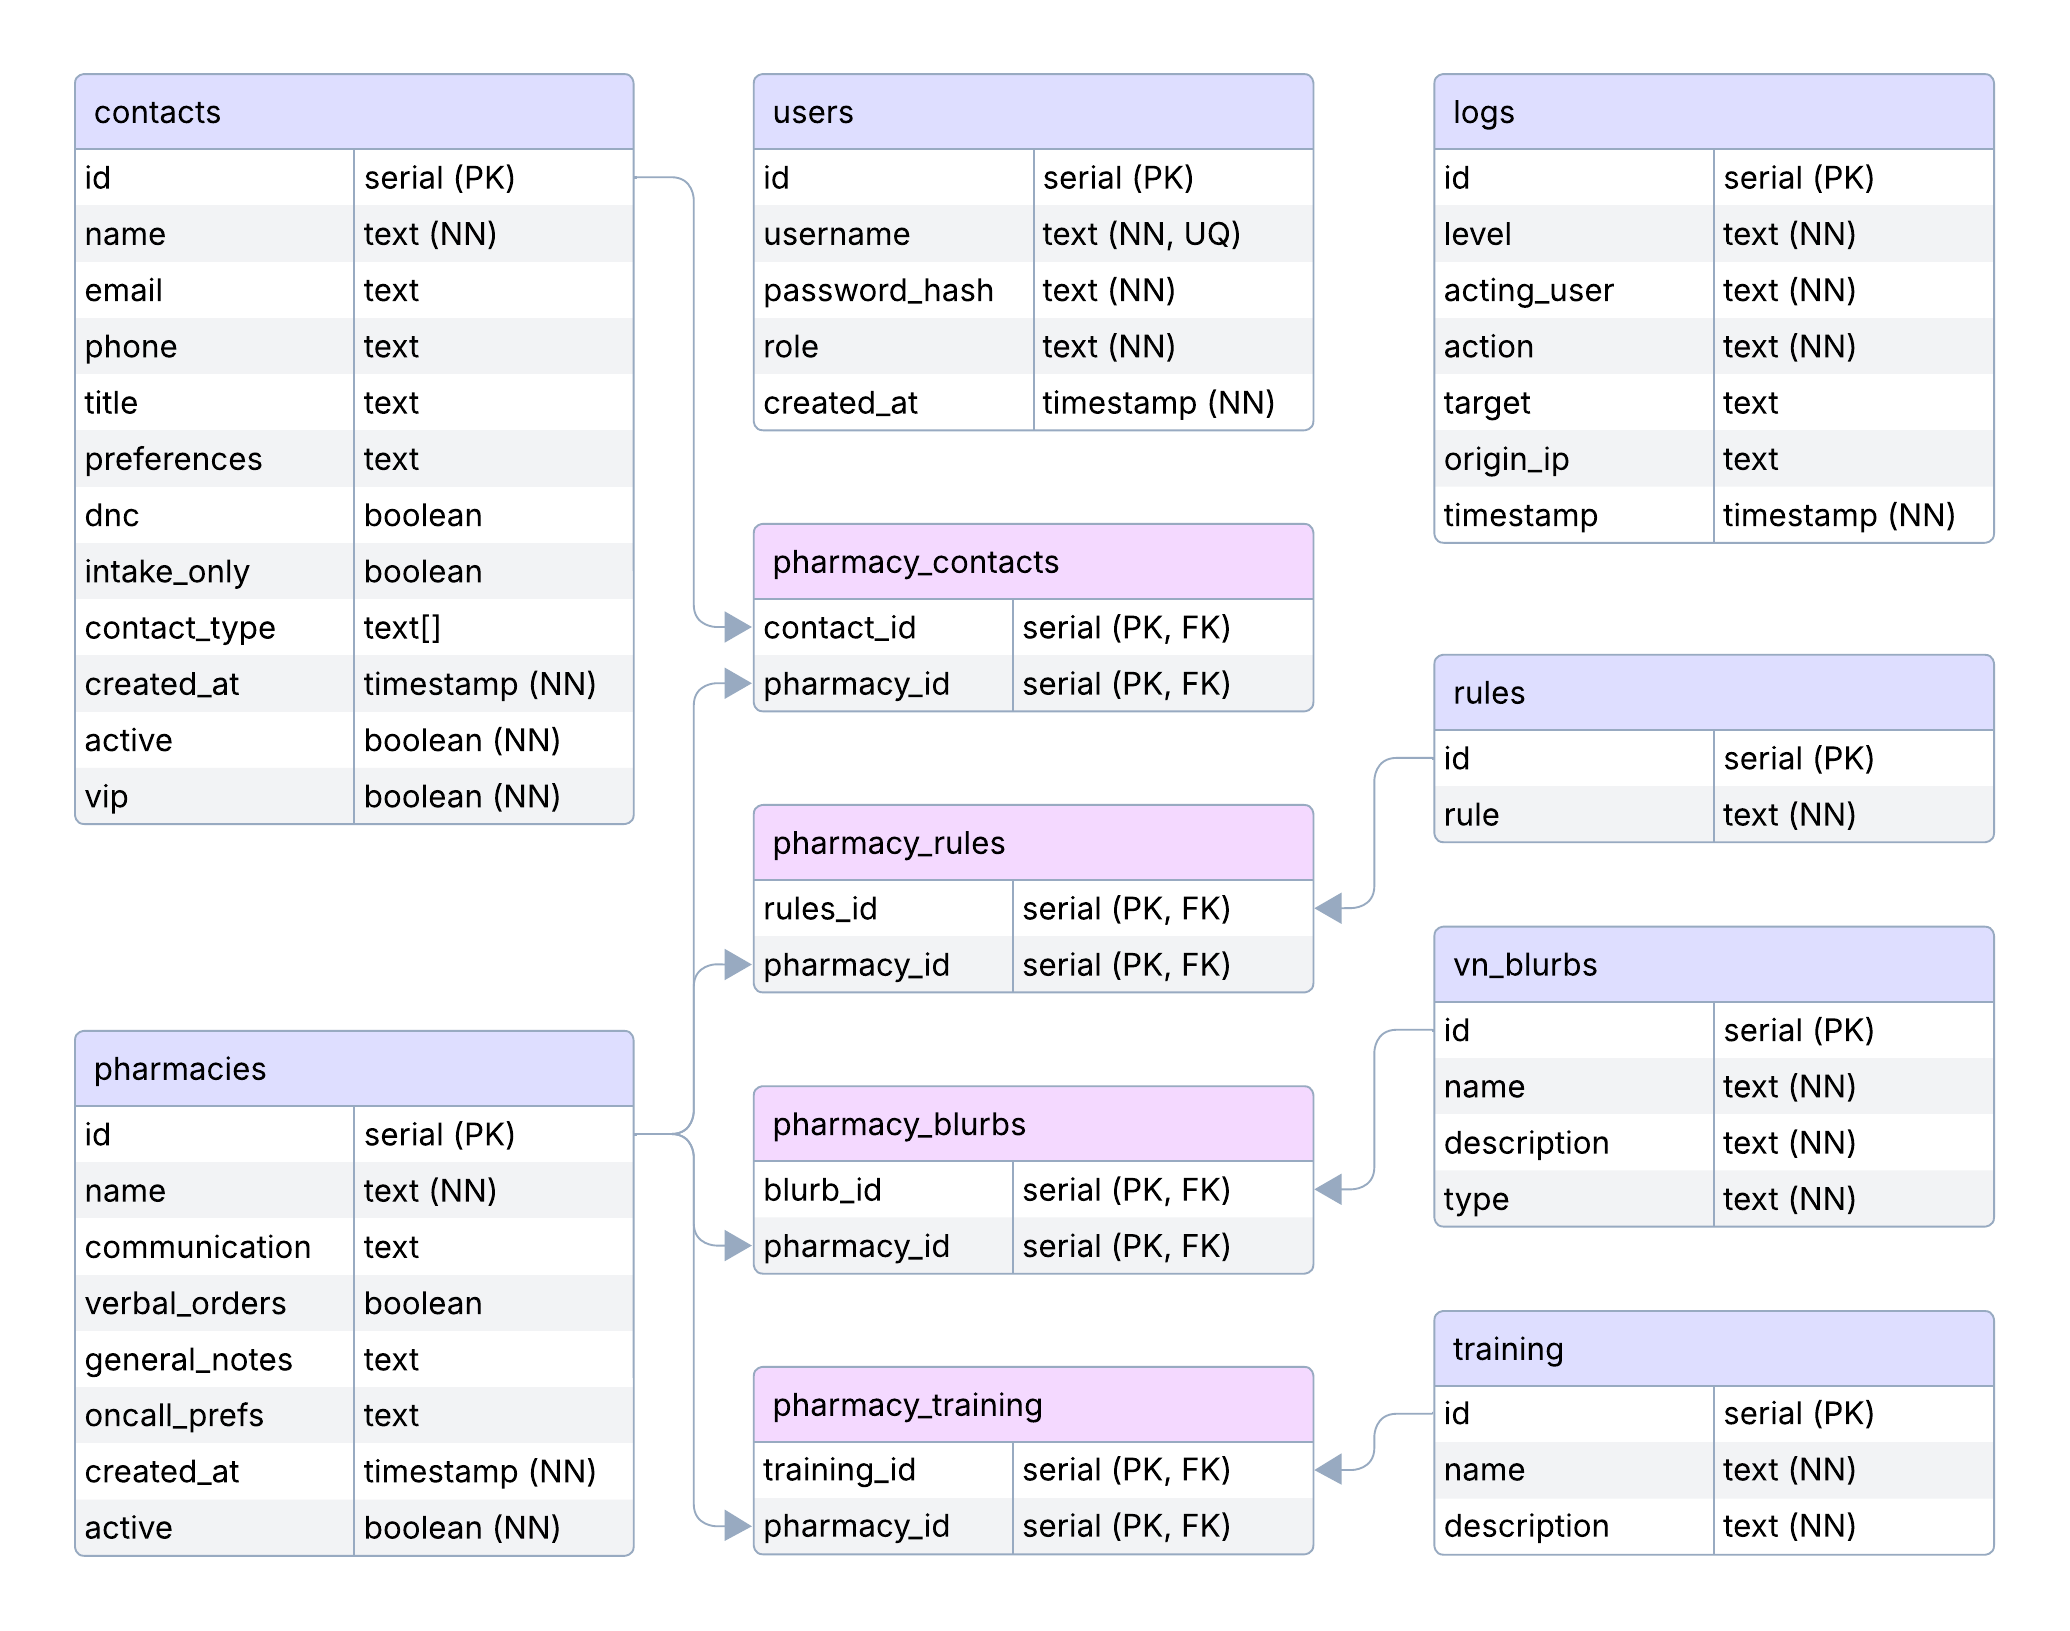 contacts
id serial (PK)
name text (NN)
email text
phone text
title text
preferences text
dnc boolean
intake_only boolean
contact_type text[]
created_at timestamp (NN)
active boolean (NN)
vip boolean (NN)
pharmacies
id serial (PK)
name text (NN)
communication text
verbal_orders boolean
general_notes text
oncall_prefs text
created_at timestamp (NN)
active boolean (NN)
users
id serial (PK)
username text (NN, UQ)
password_hash text (NN)
role text (NN)
created_at timestamp (NN)
pharmacy_contacts
contact_id serial (PK, FK)
pharmacy_id serial (PK, FK)
pharmacy_rules
rules_id serial (PK, FK)
pharmacy_id serial (PK, FK)
pharmacy_blurbs
blurb_id serial (PK, FK)
pharmacy_id serial (PK, FK)
pharmacy_training
training_id serial (PK, FK)
pharmacy_id serial (PK, FK)
logs
id serial (PK)
level text (NN)
acting_user text (NN)
action text (NN)
target text
origin_ip text
timestamp timestamp (NN)
rules
id serial (PK)
rule text (NN)
vn_blurbs
id serial (PK)
name text (NN)
description text (NN)
type text (NN)
training
id serial (PK)
name text (NN)
description text (NN)